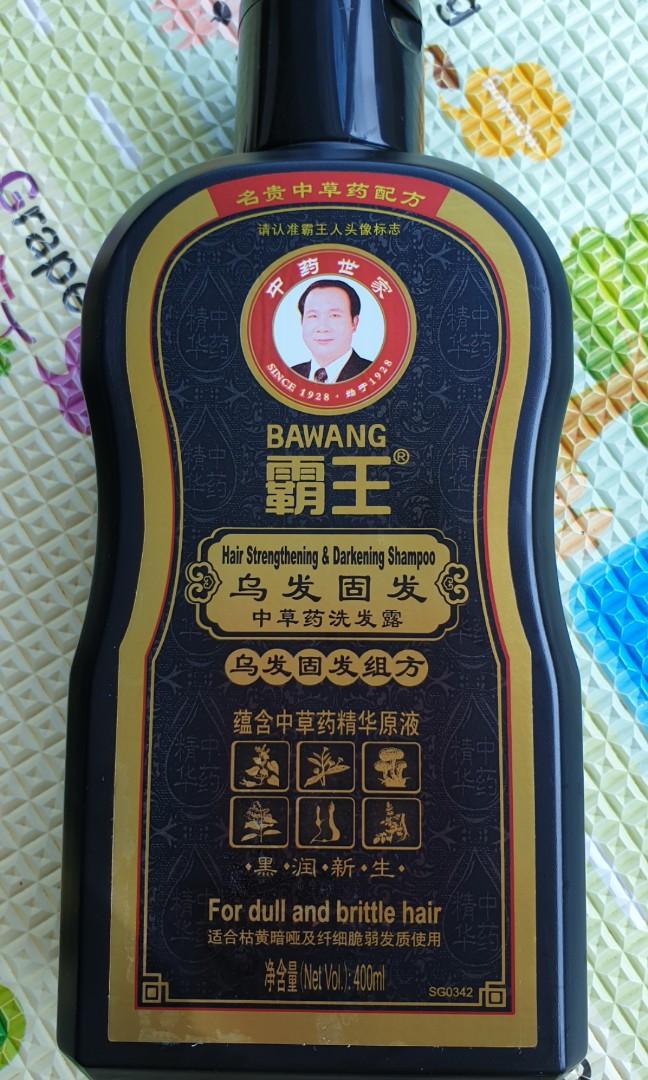 Grape
名贵中草药配方
请认准霸王人头像标志
中药世家
SINCE 1928 · 始于1928
BAWANG
霸王®
Hair Strengthening & Darkening Shampoo
乌发固发
中草药洗发露
乌发固发组方
蕴含中草药精华原液
·黑·润·新·生·
For dull and brittle hair
适合枯黄暗哑及纤细脆弱发质使用
净含量(Net Vol.): 400ml
SG0342